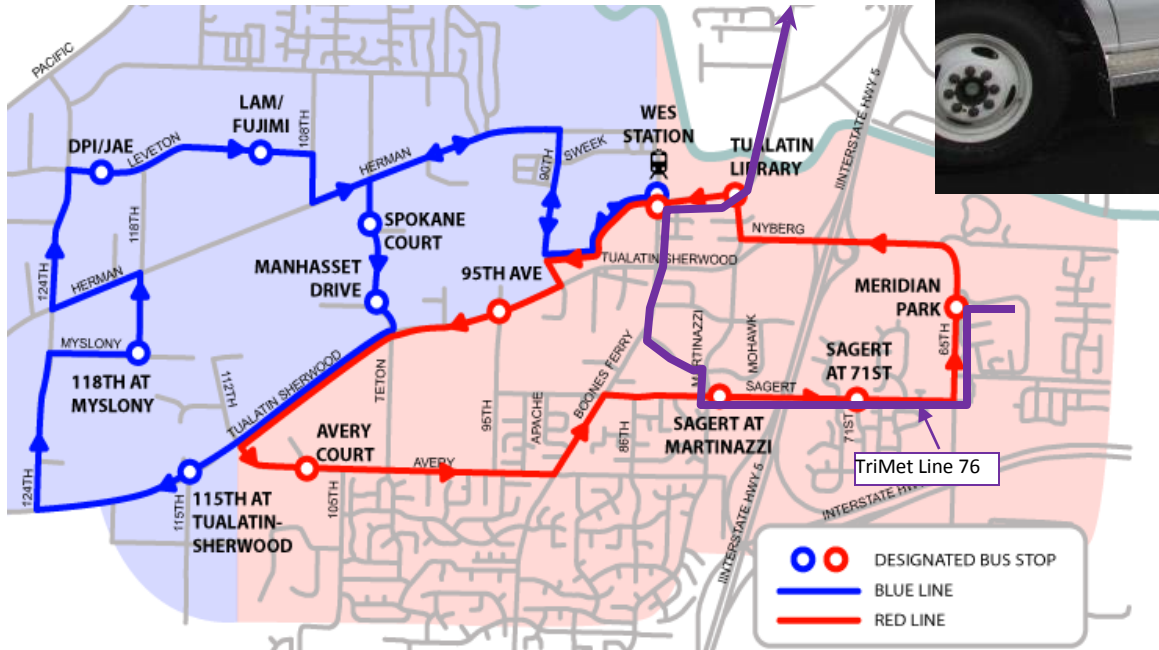 PACIFIC
LAM/
FUJIMI
108TH
DPI/JAE
LEVETON
HERMAN
90TH
SWEEK
WES
STATION
TUALATIN
LIBRARY
IINTERSTATE HWY 5
118TH
SPOKANE
COURT
NYBERG
TUALATIN SHERWOOD
124TH
HERMAN
MANHASSET
DRIVE
95TH AVE
MERIDIAN
PARK
MYSLONY
118TH AT
MYSLONY
112TH
TUALATIN SHERWOOD
TETON
95TH
APACHE
BOONES FERRY
86TH
MARTINAZZI
MOHAWK
SAGERT
SAGERT
AT 71ST
65TH
71ST
SAGERT AT
MARTINAZZI
TriMet Line 76
AVERY
COURT
AVERY
105TH
124TH
115TH
115TH AT
TUALATIN-
SHERWOOD
IINTERSTATE HWY 5
INTERSTATE HW
DESIGNATED BUS STOP
BLUE LINE
RED LINE